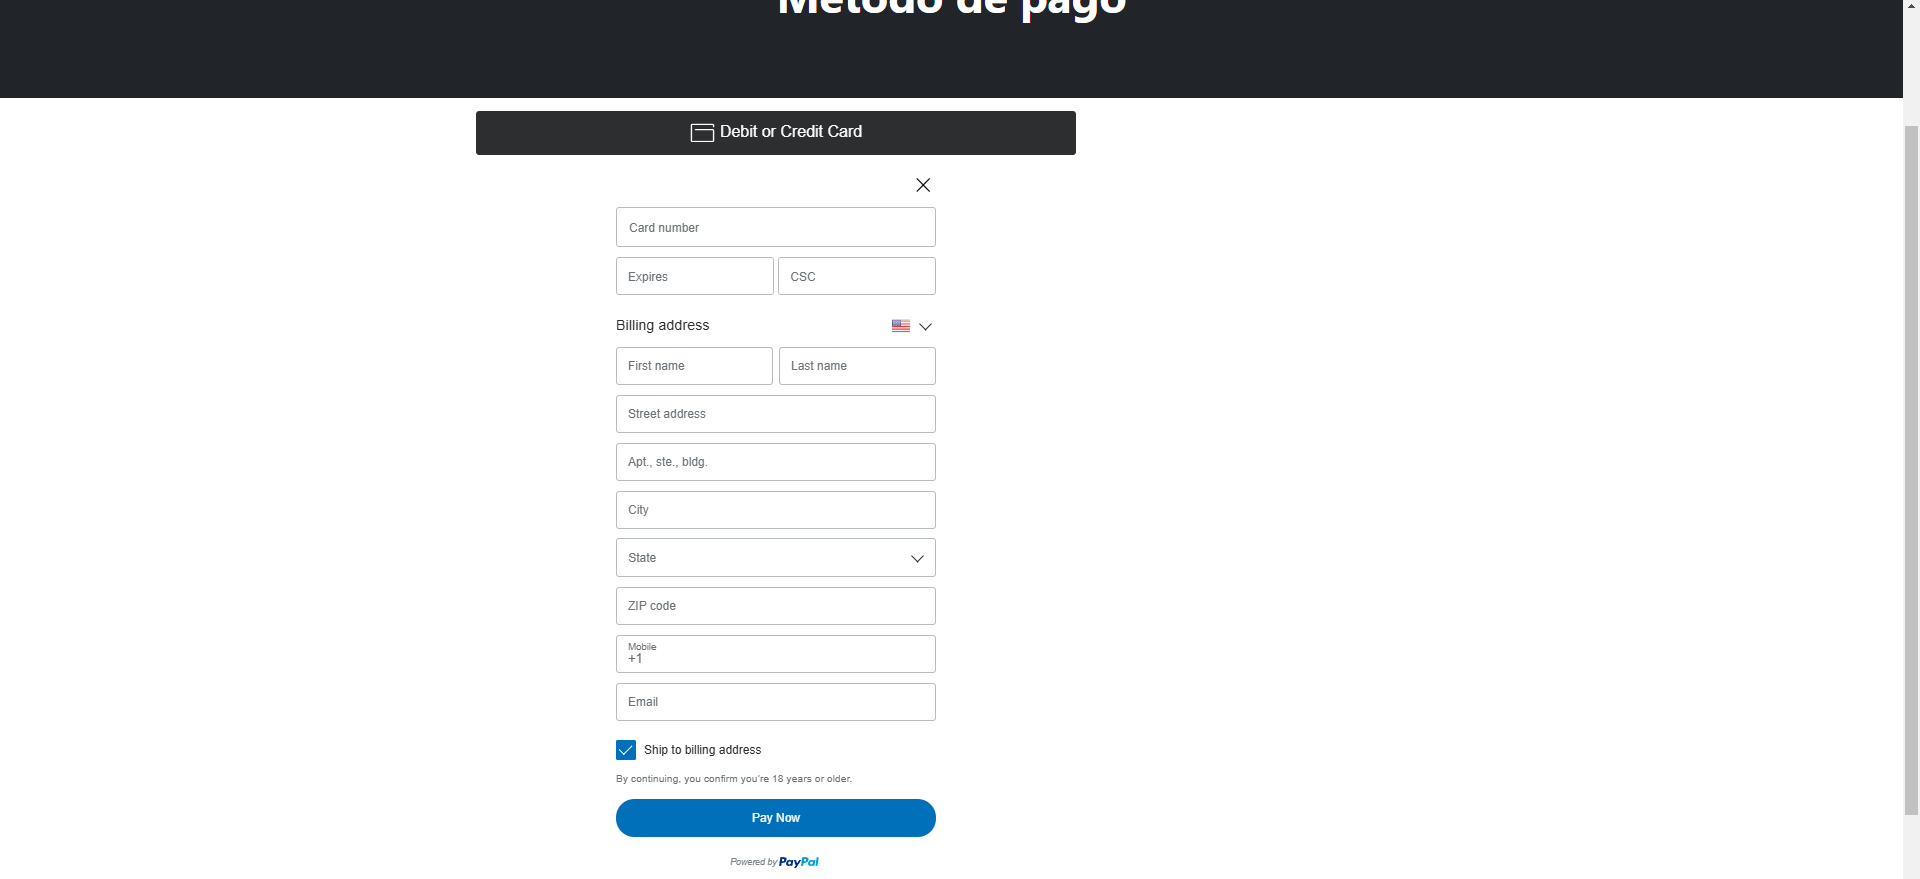 Método de pago
Debit or Credit Card
Card number
Expires
CSC
Billing address
First name
Last name
Street address
Apt., ste., bldg.
City
State
ZIP code
Mobile
+1
Email
Ship to billing address
By continuing, you confirm you're 18 years or older.
Pay Now
Powered by PayPal